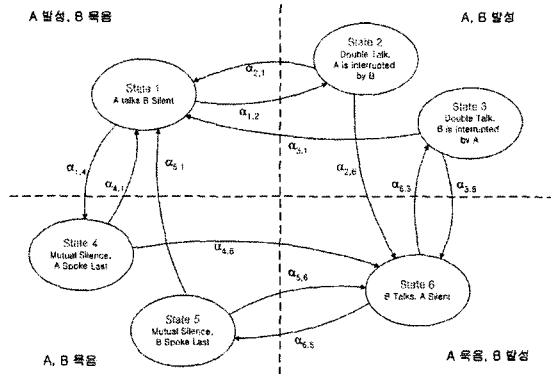 A 발성, B 묵음
A, B 발성
State 1
A talks B Silent
State 2
Double Talk.
A is interrupted
by B
State 3
Double Talk.
B is interrupted
by A
α2,1
α1,2
α3,1
α1,4
α4,1
α5,1
α2,6
α6,3
α3,6
State 4
Mutual Silence,
A Spoke Last
α4,6
α5,6
α6,5
State 5
Mutual Silence,
B Spoke Last
State 6
B Talks, A Silent
A, B 묵음
A 묵음, B 발성